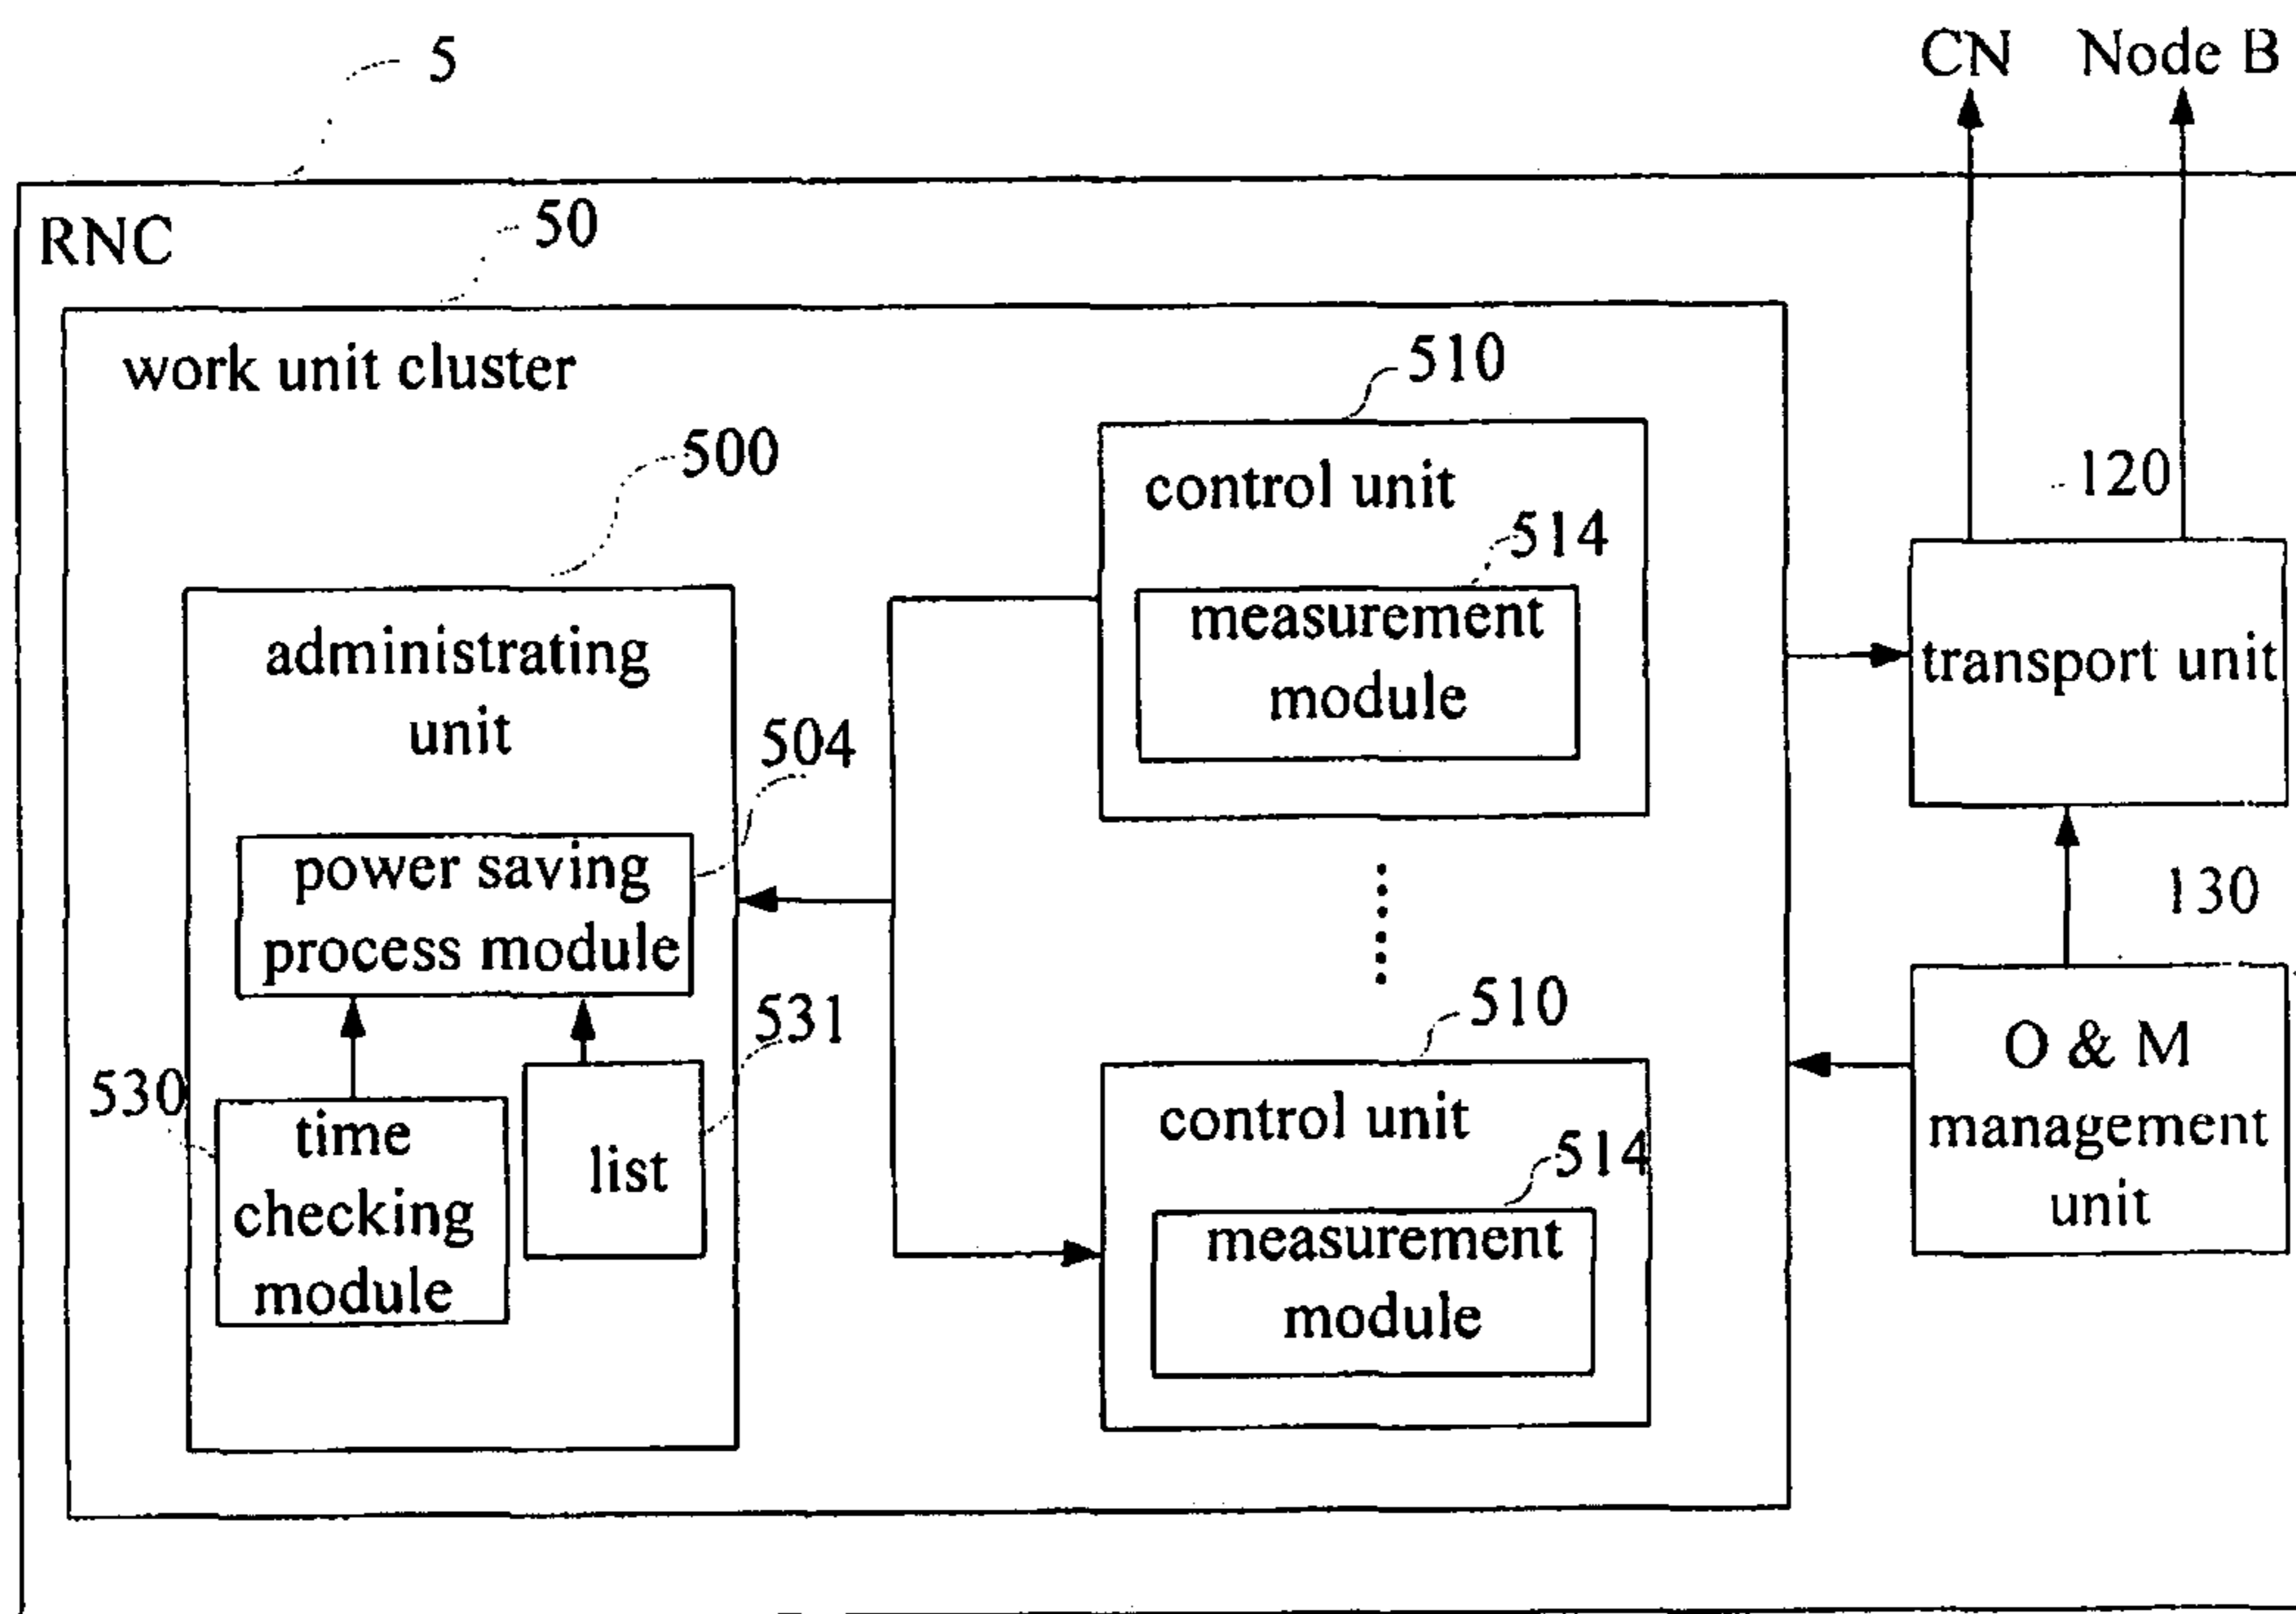 5
CN
Node B
RNC
50
work unit cluster
510
500
control unit
120
514
administrating
unit
measurement
module
transport unit
504
power saving
process module
130
531
510
530
time
checking
module
list
control unit
514
measurement
module
O & M
management
unit